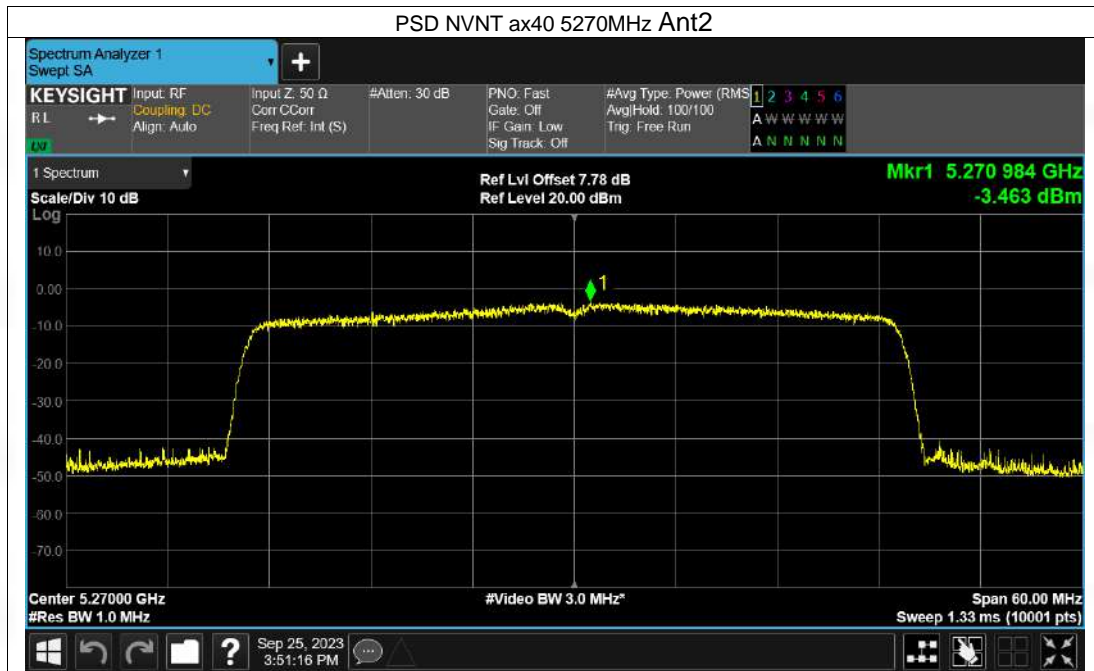 PSD NVNT ax40 5270MHz Ant2
Spectrum Analyzer 1
Swept SA
+
KEYSIGHT
RL
LXI
Input: RF
Coupling: DC
Align: Auto
Input Z: 50 Ω
Corr CCorr
Freq Ref: Int (S)
#Atten: 30 dB
PNO: Fast
Gate: Off
IF Gain: Low
Sig Track: Off
#Avg Type: Power (RMS
Avg|Hold: 100/100
Trig: Free Run
1 2 3 4 5 6
A W W W W W
A N N N N N
1 Spectrum
Scale/Div 10 dB
Log
Ref Lvl Offset 7.78 dB
Ref Level 20.00 dBm
Mkr1 5.270 984 GHz
-3.463 dBm
10.0
0.00
-10.0
-20.0
-30.0
-40.0
-50.0
-60.0
-70.0
1
Center 5.27000 GHz
#Res BW 1.0 MHz
#Video BW 3.0 MHz*
Span 60.00 MHz
Sweep 1.33 ms (10001 pts)
?
Sep 25, 2023
3:51:16 PM